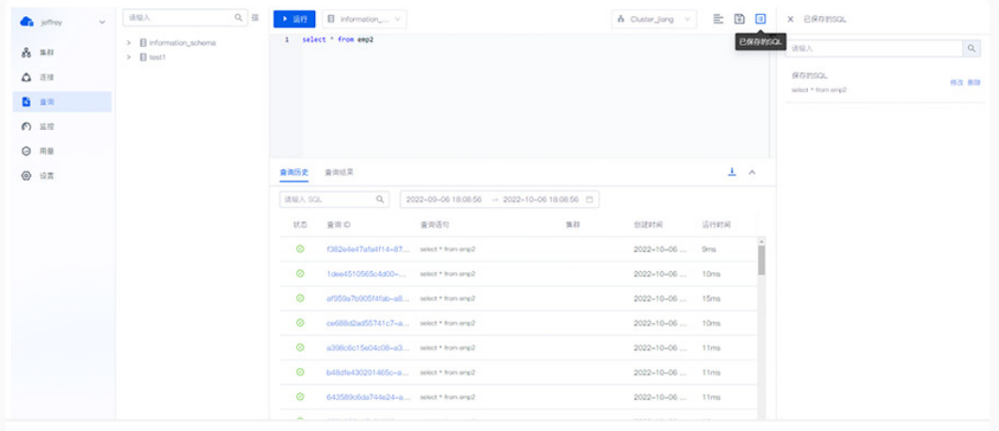 jeffrey
集群
连接
查询
监控
用量
设置
请输入
information_schema
test1
运行
information_...
Cluster_jiang
1 select * from emp2
已保存的SQL
× 已保存的SQL
请输入
保存的SQL
select * from emp2
修改 删除
查询历史 查询结果
请输入 SQL
2022-09-06 18:08:56 → 2022-10-06 18:08:56
状态 查询 ID 查询语句 集群 创建时间 运行时间
f382e4e47afa4f14-87... select * from emp2 2022-10-06 ... 9ms
1dee4510565c4d00-... select * from emp2 2022-10-06 ... 10ms
af959a7b905f4fab-a8... select * from emp2 2022-10-06 ... 15ms
ce688d2ad55741c7-a... select * from emp2 2022-10-06 ... 10ms
a398c6c15e04c08-a3... select * from emp2 2022-10-06 ... 11ms
b48dfe430201465c-a... select * from emp2 2022-10-06 ... 11ms
643589c6da744e24-a... select * from emp2 2022-10-06 ... 11ms